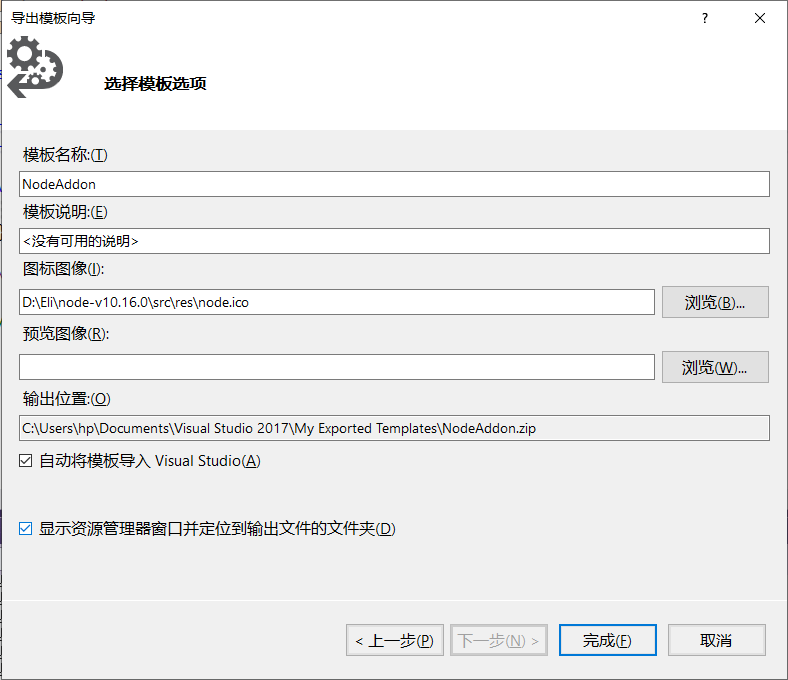 导出模板向导
选择模板选项
模板名称:(T)
NodeAddon
模板说明:(E)
<没有可用的说明>
图标图像(I):
D:\Eli\node-v10.16.0\src\res\node.ico
浏览(B)...
预览图像(R):
浏览(W)...
输出位置:(O)
C:\Users\hp\Documents\Visual Studio 2017\My Exported Templates\NodeAddon.zip
自动将模板导入 Visual Studio(A)
显示资源管理器窗口并定位到输出文件的文件夹(D)
< 上一步(P) 下一步(N) > 完成(F) 取消